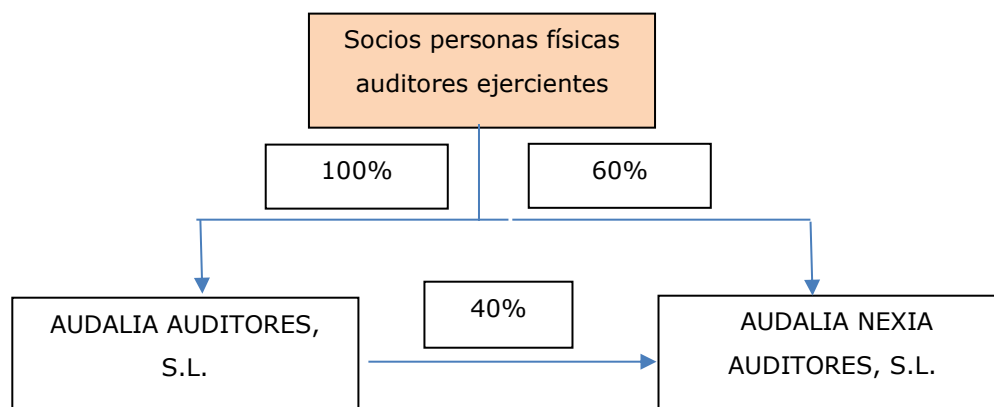 Socios personas físicas
auditores ejercientes
100%
60%
AUDALIA AUDITORES,
S.L.
40%
AUDALIA NEXIA
AUDITORES, S.L.